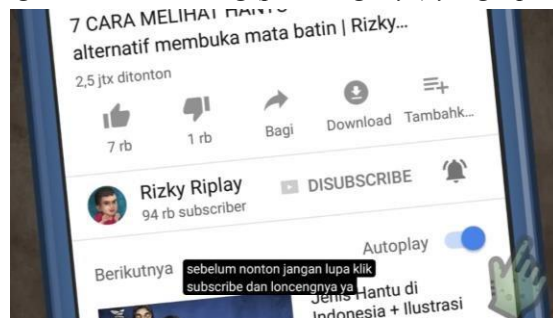 7 CARA MELIHAT HANTU
alternatif membuka mata batin | Rizky...
2,5 jtx ditonton
7 rb
1 rb
Bagi
Download
Tambahk...
Rizky Riplay
94 rb subscriber
DISUBSCRIBE
Autoplay
Berikutnya
sebelum nonton jangan lupa klik
subscribe dan loncengnya ya
Jenis Hantu di
Indonesia + Ilustrasi